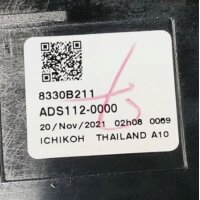 8330B211
ADS112-0000
20/Nov/2021 02h08 0069
ICHIKOH THAILAND A10